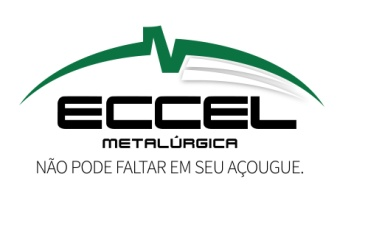 ECCEL
METALÚRGICA
NÃO PODE FALTAR EM SEU AÇOUGUE.